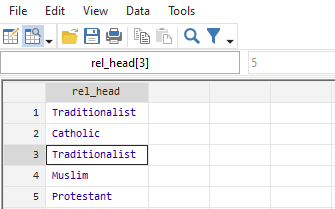 File Edit View Data Tools
rel_head[3] 5
rel_head
1 Traditionalist
2 Catholic
3 Traditionalist
4 Muslim
5 Protestant